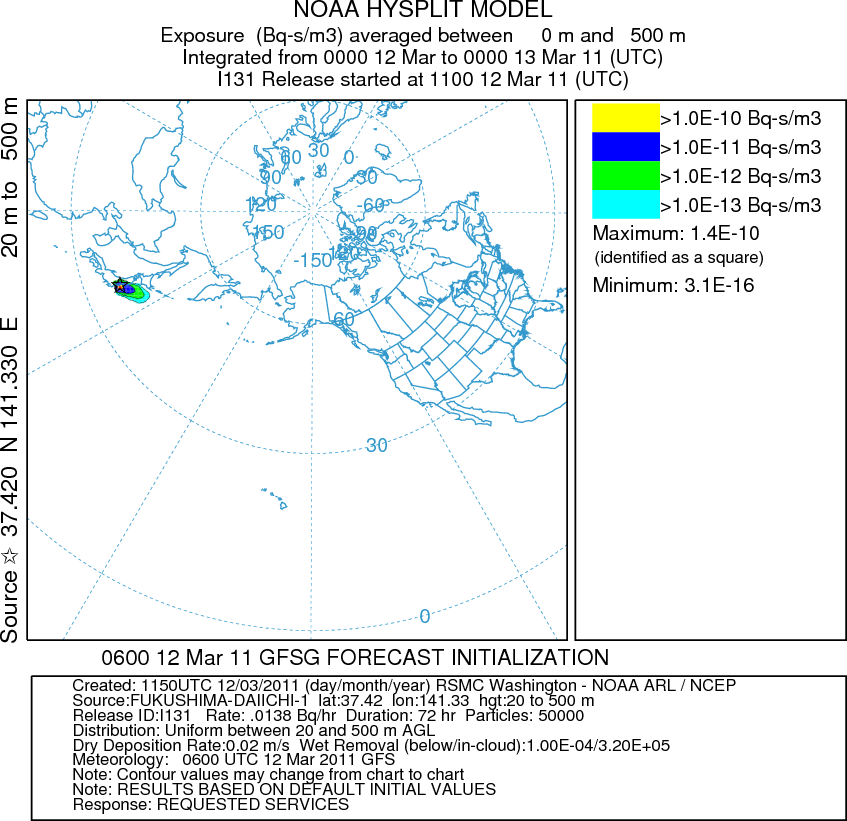 NOAA HYSPLIT MODEL
Exposure (Bq-s/m3) averaged between 0 m and 500 m
Integrated from 0000 12 Mar to 0000 13 Mar 11 (UTC)
I131 Release started at 1100 12 Mar 11 (UTC)
Source ☆ 37.420 N 141.330 E 20 m to 500 m
30
60
0
90
30
-30
120
-60
150
-90
-150
-120
60
30
0
>1.0E-10 Bq-s/m3
>1.0E-11 Bq-s/m3
>1.0E-12 Bq-s/m3
>1.0E-13 Bq-s/m3
Maximum: 1.4E-10
(identified as a square)
Minimum: 3.1E-16
0600 12 Mar 11 GFSG FORECAST INITIALIZATION
Created: 1150UTC 12/03/2011 (day/month/year) RSMC Washington - NOAA ARL / NCEP
Source:FUKUSHIMA-DAIICHI-1 lat:37.42 lon:141.33 hgt:20 to 500 m
Release ID:I131 Rate: .0138 Bq/hr Duration: 72 hr Particles: 50000
Distribution: Uniform between 20 and 500 m AGL
Dry Deposition Rate:0.02 m/s Wet Removal (below/in-cloud):1.00E-04/3.20E+05
Meteorology: 0600 UTC 12 Mar 2011 GFS
Note: Contour values may change from chart to chart
Note: RESULTS BASED ON DEFAULT INITIAL VALUES
Response: REQUESTED SERVICES